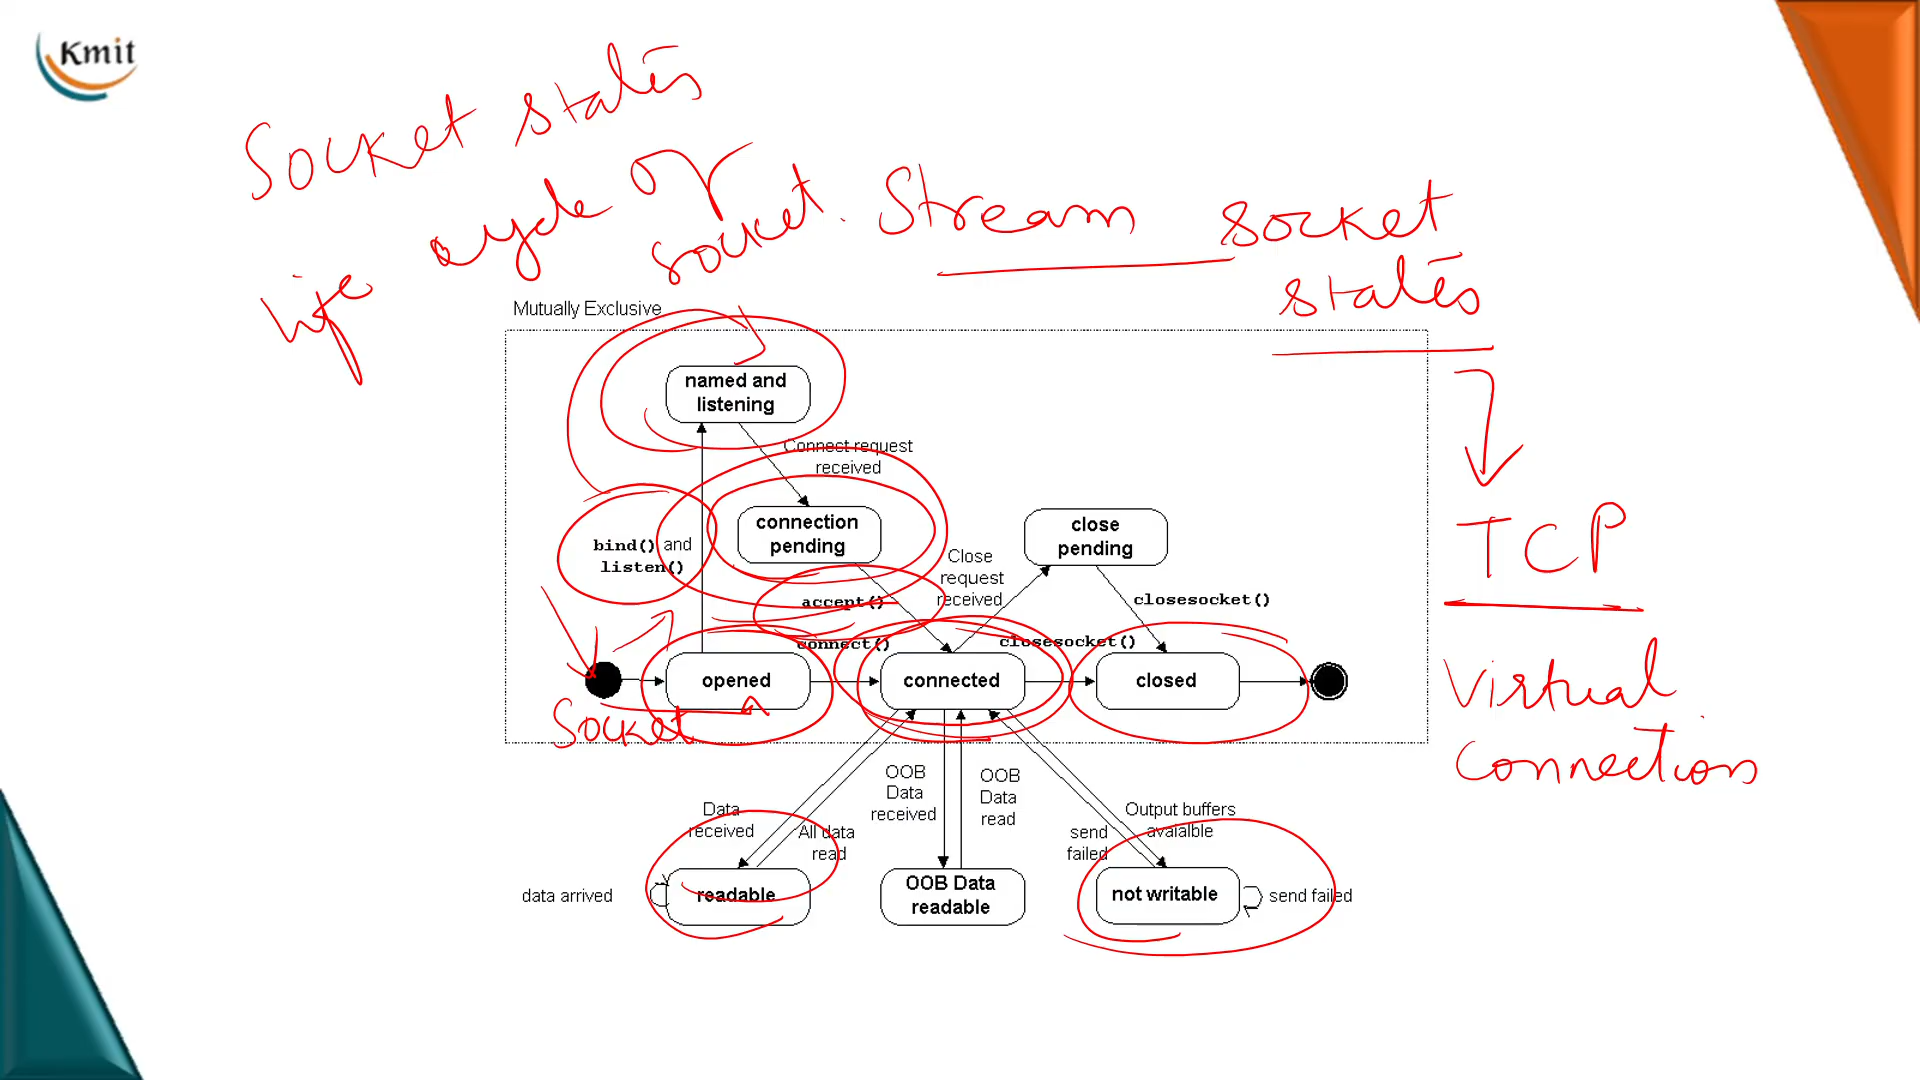 Kmit
Socket states
life cycle of
socket.
Stream socket
states
Mutually Exclusive
named and
listening
Connect request
received
connection
pending
close
pending
bind() and
listen()
Close
request
received
accept()
closesocket()
connect()
closesocket()
opened
connected
closed
Socket
TCP
Virtual
connection
OOB
Data
received
OOB
Data
read
Data
received
All data
read
send
failed
Output buffers
avaialble
data arrived
readable
OOB Data
readable
not writable
send failed